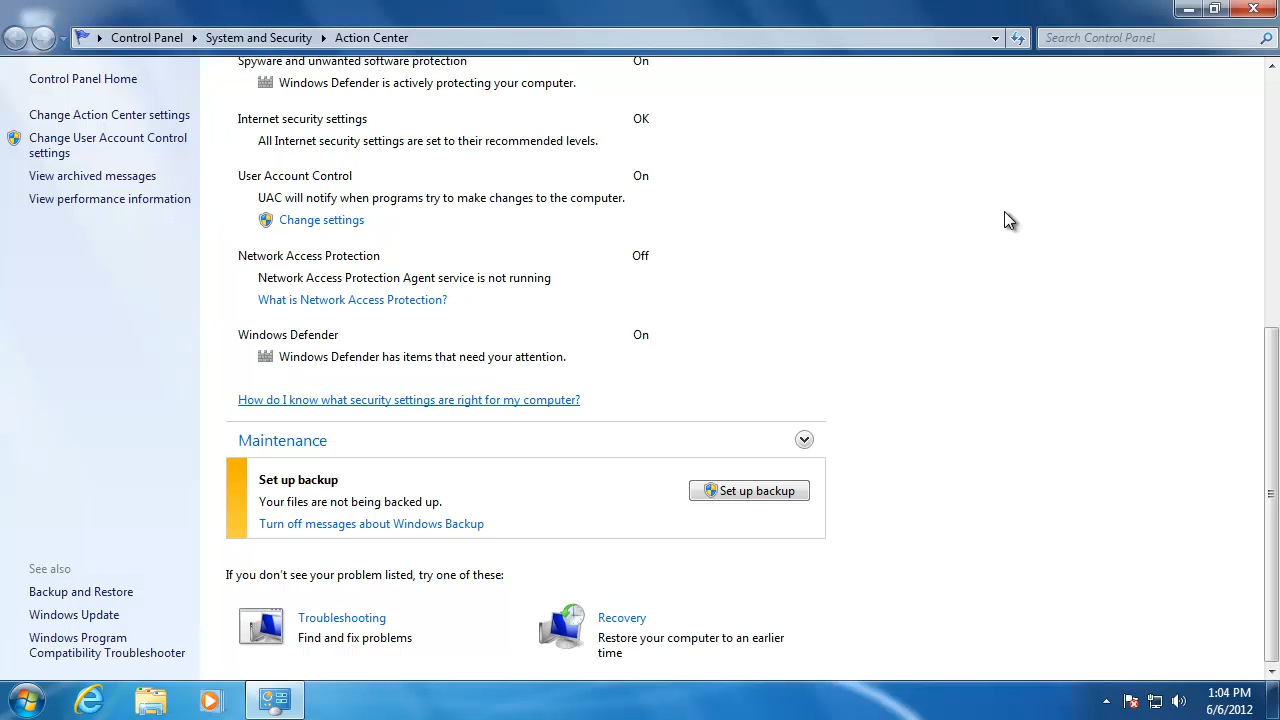 Control Panel
System and Security
Action Center
Search Control Panel
Control Panel Home
Change Action Center settings
Change User Account Control
settings
View archived messages
View performance information
See also
Backup and Restore
Windows Update
Windows Program
Compatibility Troubleshooter
Spyware and unwanted software protection On
Windows Defender is actively protecting your computer.
Internet security settings OK
All Internet security settings are set to their recommended levels.
User Account Control On
UAC will notify when programs try to make changes to the computer.
Change settings
Network Access Protection Off
Network Access Protection Agent service is not running
What is Network Access Protection?
Windows Defender On
Windows Defender has items that need your attention.
How do I know what security settings are right for my computer?
Maintenance
Set up backup
Your files are not being backed up.
Turn off messages about Windows Backup
Set up backup
If you don't see your problem listed, try one of these:
Troubleshooting
Find and fix problems
Recovery
Restore your computer to an earlier
time
1:04 PM
6/6/2012